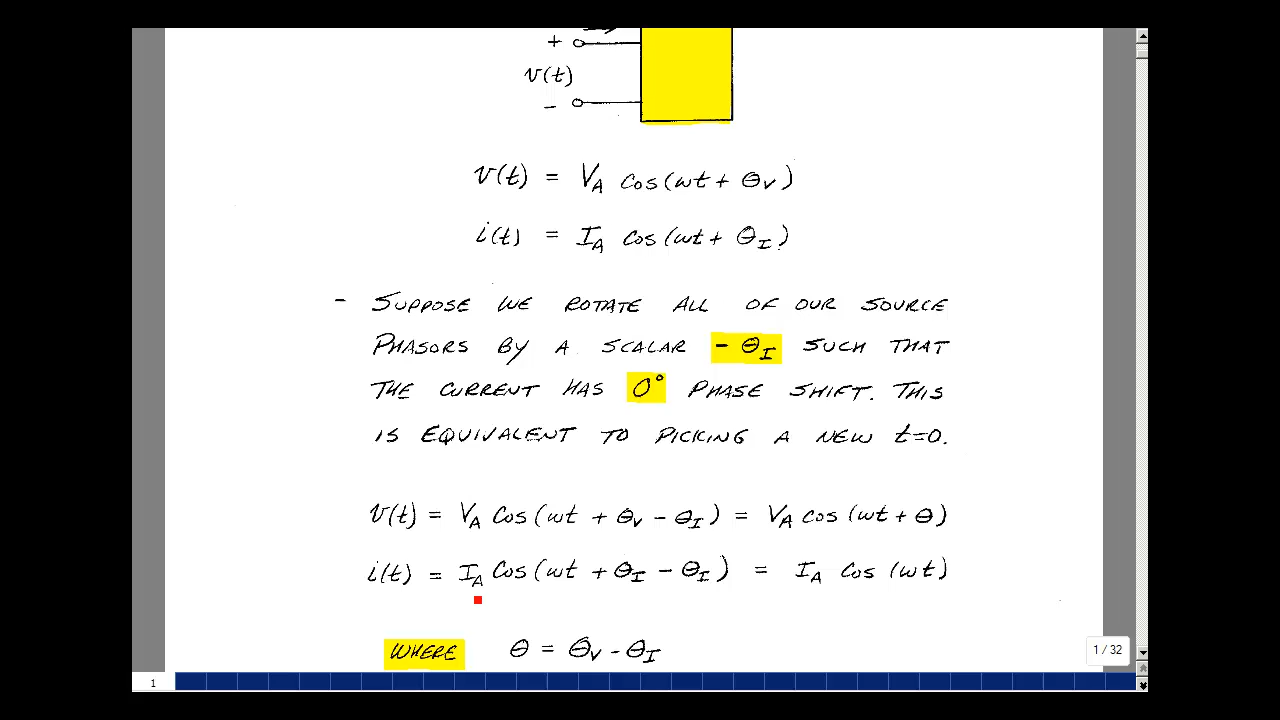 +
v(t)
-
v(t) = V_A cos(ωt + θ_V)
i(t) = I_A cos(ωt + θ_I)
- SUPPOSE WE ROTATE ALL OF OUR SOURCE
PHASORS BY A SCALAR - θ_I SUCH THAT
THE CURRENT HAS 0° PHASE SHIFT. THIS
IS EQUIVALENT TO PICKING A NEW t=0.
v(t) = V_A cos(ωt + θ_V - θ_I) = V_A cos(ωt + θ)
i(t) = I_A cos(ωt + θ_I - θ_I) = I_A cos(ωt)
WHERE θ = θ_V - θ_I
1 / 32
1